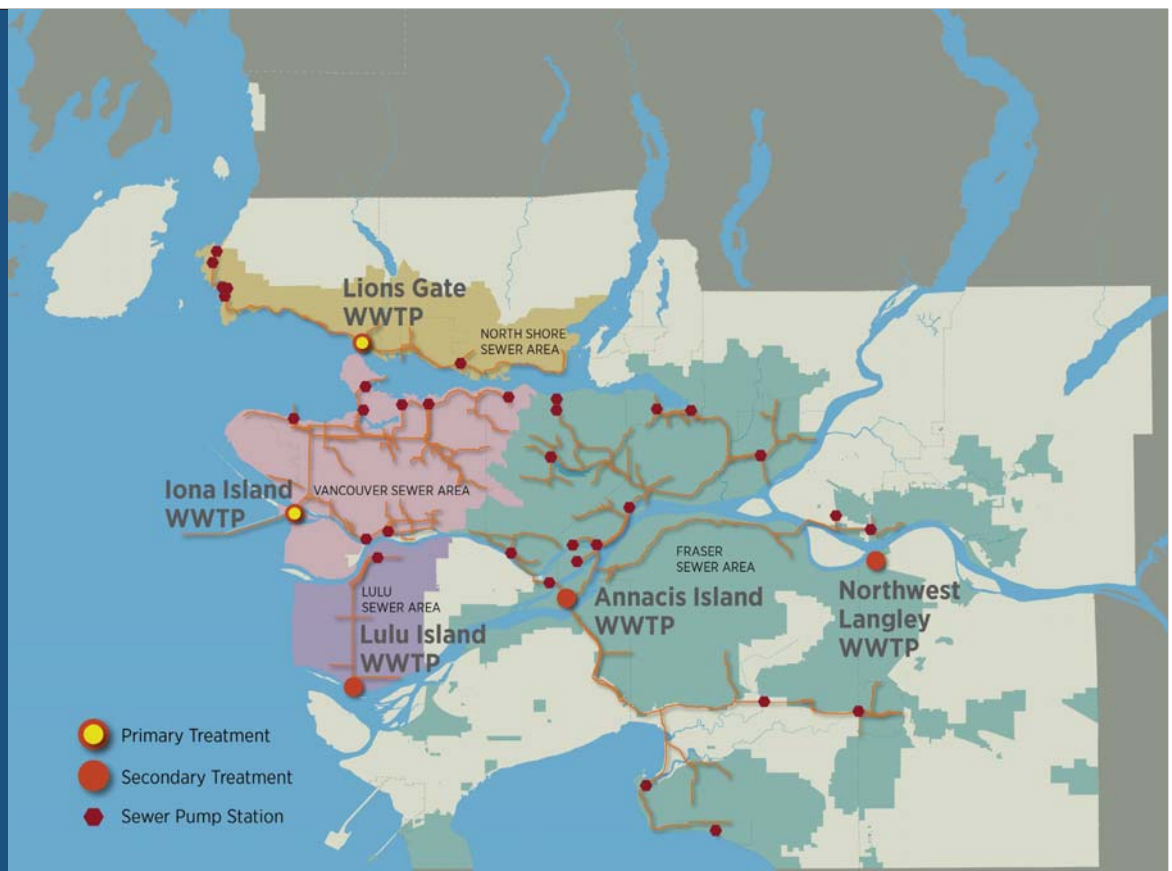 Lions Gate
WWTP
NORTH SHORE
SEWER AREA
Iona Island
WWTP
VANCOUVER SEWER AREA
FRASER
SEWER AREA
LULU
SEWER AREA
Lulu Island
WWTP
Annacis Island
WWTP
Northwest
Langley
WWTP
Primary Treatment
Secondary Treatment
Sewer Pump Station